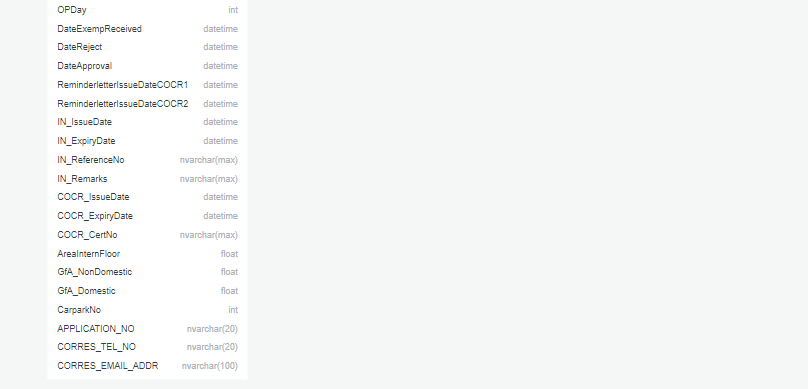 OPDay int
DateExempReceived datetime
DateReject datetime
DateApproval datetime
ReminderletterIssueDateCOCR1 datetime
ReminderletterIssueDateCOCR2 datetime
IN_IssueDate datetime
IN_ExpiryDate datetime
IN_ReferenceNo nvarchar(max)
IN_Remarks nvarchar(max)
COCR_IssueDate datetime
COCR_ExpiryDate datetime
COCR_CertNo nvarchar(max)
AreaInternFloor float
GfA_NonDomestic float
GfA_Domestic float
CarparkNo int
APPLICATION_NO nvarchar(20)
CORRES_TEL_NO nvarchar(20)
CORRES_EMAIL_ADDR nvarchar(100)